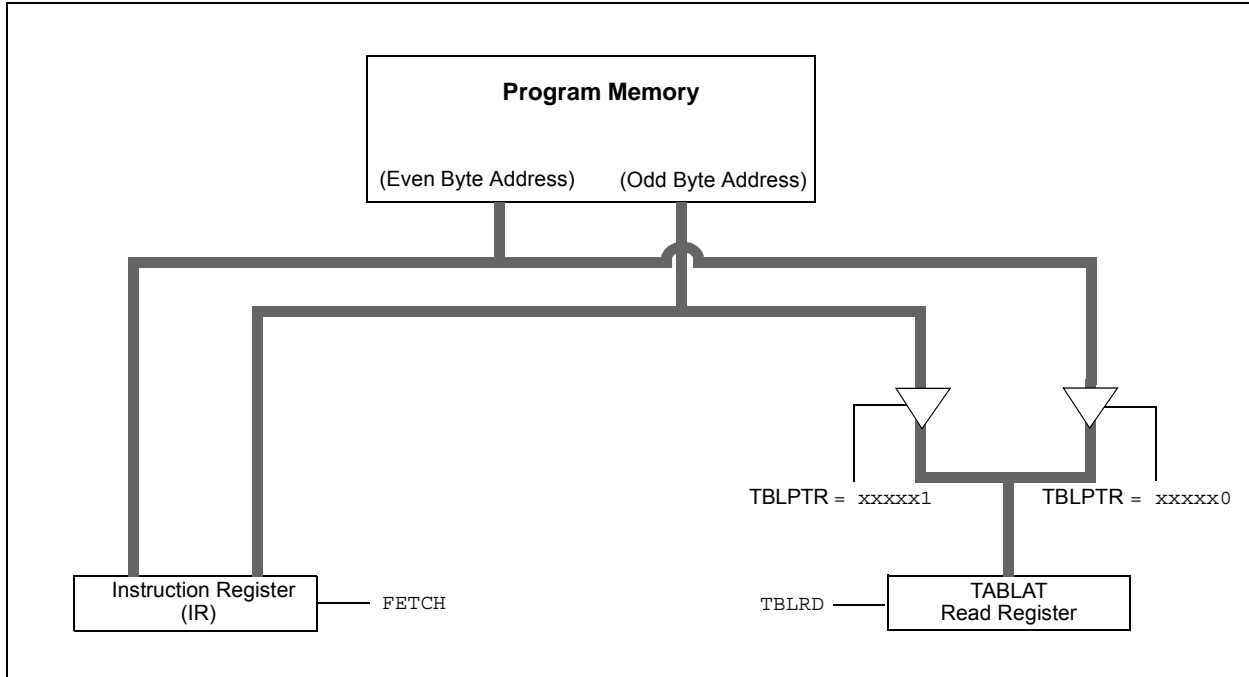 Program Memory
(Even Byte Address) (Odd Byte Address)
TBLPTR = xxxxx1
TBLPTR = xxxxx0
Instruction Register
(IR)
FETCH
TBLRD
TABLAT
Read Register